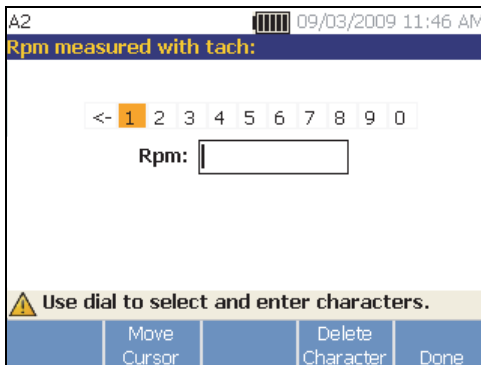 A2 09/03/2009 11:46 AM
Rpm measured with tach:
<- 1 2 3 4 5 6 7 8 9 0
Rpm:
Use dial to select and enter characters.
Move Cursor Delete Character Done